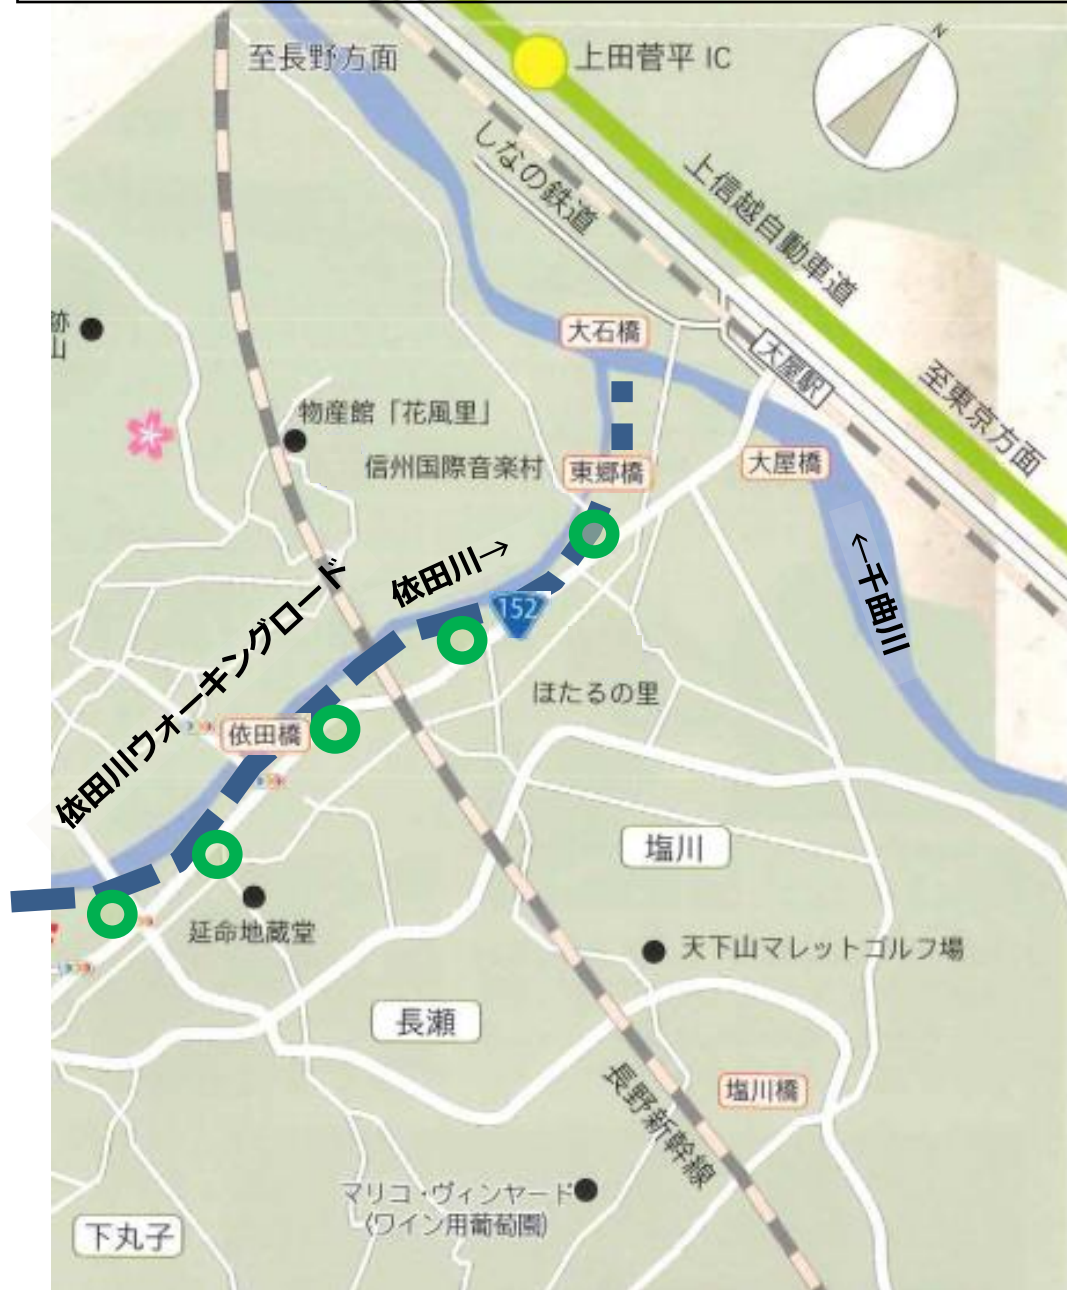 至長野方面
上田菅平 IC
N
しなの鉄道
上信越自動車道
大石橋
大屋駅
至東京方面
跡
山
物産館「花風里」
信州国際音楽村
東郷橋
大屋橋
依田川→
152
←千曲川
依田川ウォーキングロード
ほたるの里
依田橋
塩川
延命地蔵堂
天下山マレットゴルフ場
長瀬
長野新幹線
塩川橋
マリコ・ヴィンヤード
(ワイン用葡萄園)
下丸子